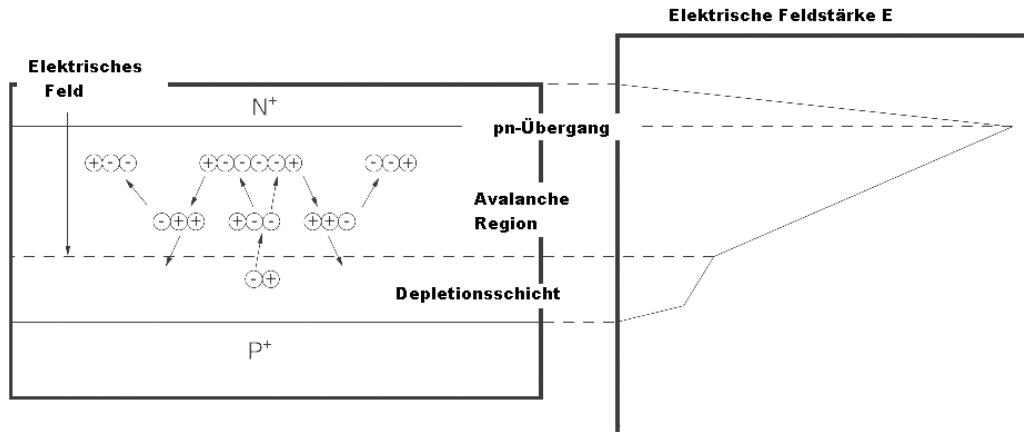 Elektrische Feldstärke E
Elektrisches
Feld
N⁺
pn-Übergang
+-- +----+ --+
Avalanche
Region
-++ +-- ++-
-+
Depletionsschicht
P⁺